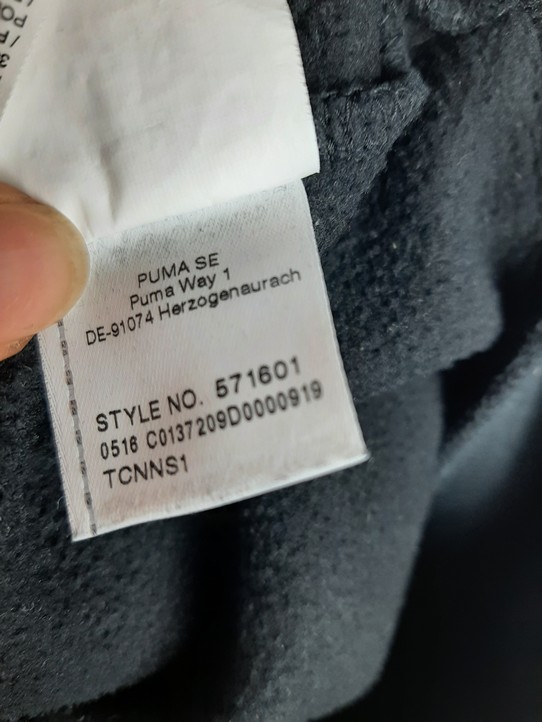 PUMA SE
Puma Way 1
DE-91074 Herzogenaurach
STYLE NO. 571601
0516 C0137209D0000919
TCNNS1